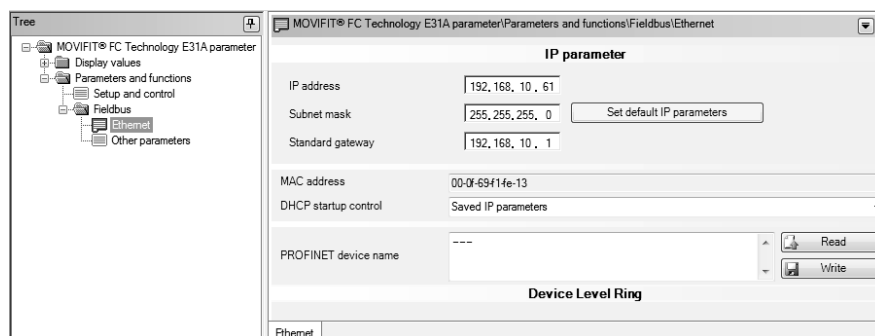 Tree
MOVIFIT® FC Technology E31A parameter
Display values
Parameters and functions
Setup and control
Fieldbus
Ethernet
Other parameters
MOVIFIT® FC Technology E31A parameter\Parameters and functions\Fieldbus\Ethernet
IP parameter
IP address 192.168. 10 . 61
Subnet mask 255.255.255. 0 Set default IP parameters
Standard gateway 192.168. 10 . 1
MAC address 00-0f-69-f1-fe-13
DHCP startup control Saved IP parameters
PROFINET device name --- Read
Write
Device Level Ring
Ethernet